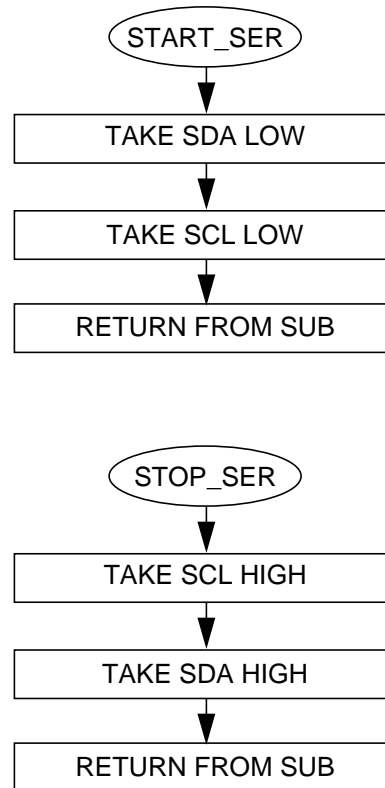 START_SER
TAKE SDA LOW
TAKE SCL LOW
RETURN FROM SUB
STOP_SER
TAKE SCL HIGH
TAKE SDA HIGH
RETURN FROM SUB